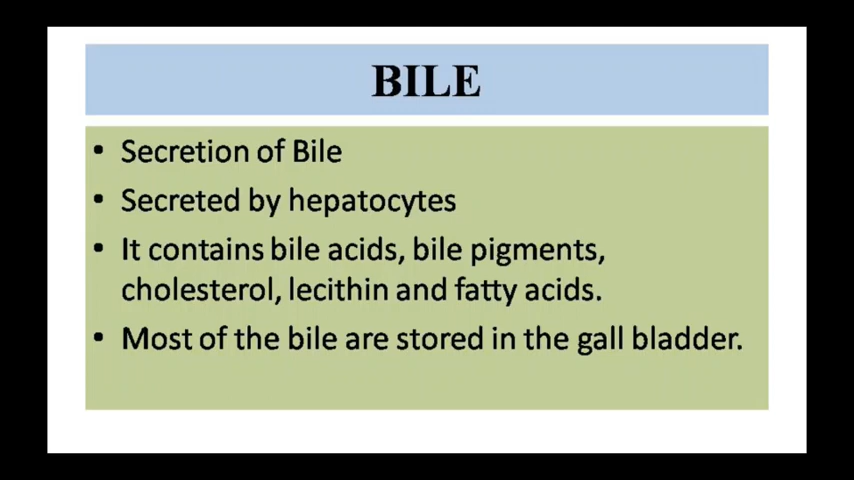 BILE
• Secretion of Bile
• Secreted by hepatocytes
• It contains bile acids, bile pigments,
cholesterol, lecithin and fatty acids.
• Most of the bile are stored in the gall bladder.